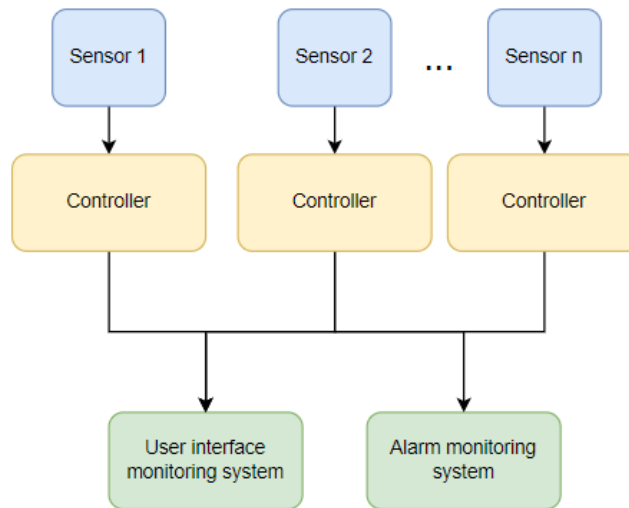 Sensor 1
Sensor 2
...
Sensor n
Controller
Controller
Controller
User interface
monitoring system
Alarm monitoring
system